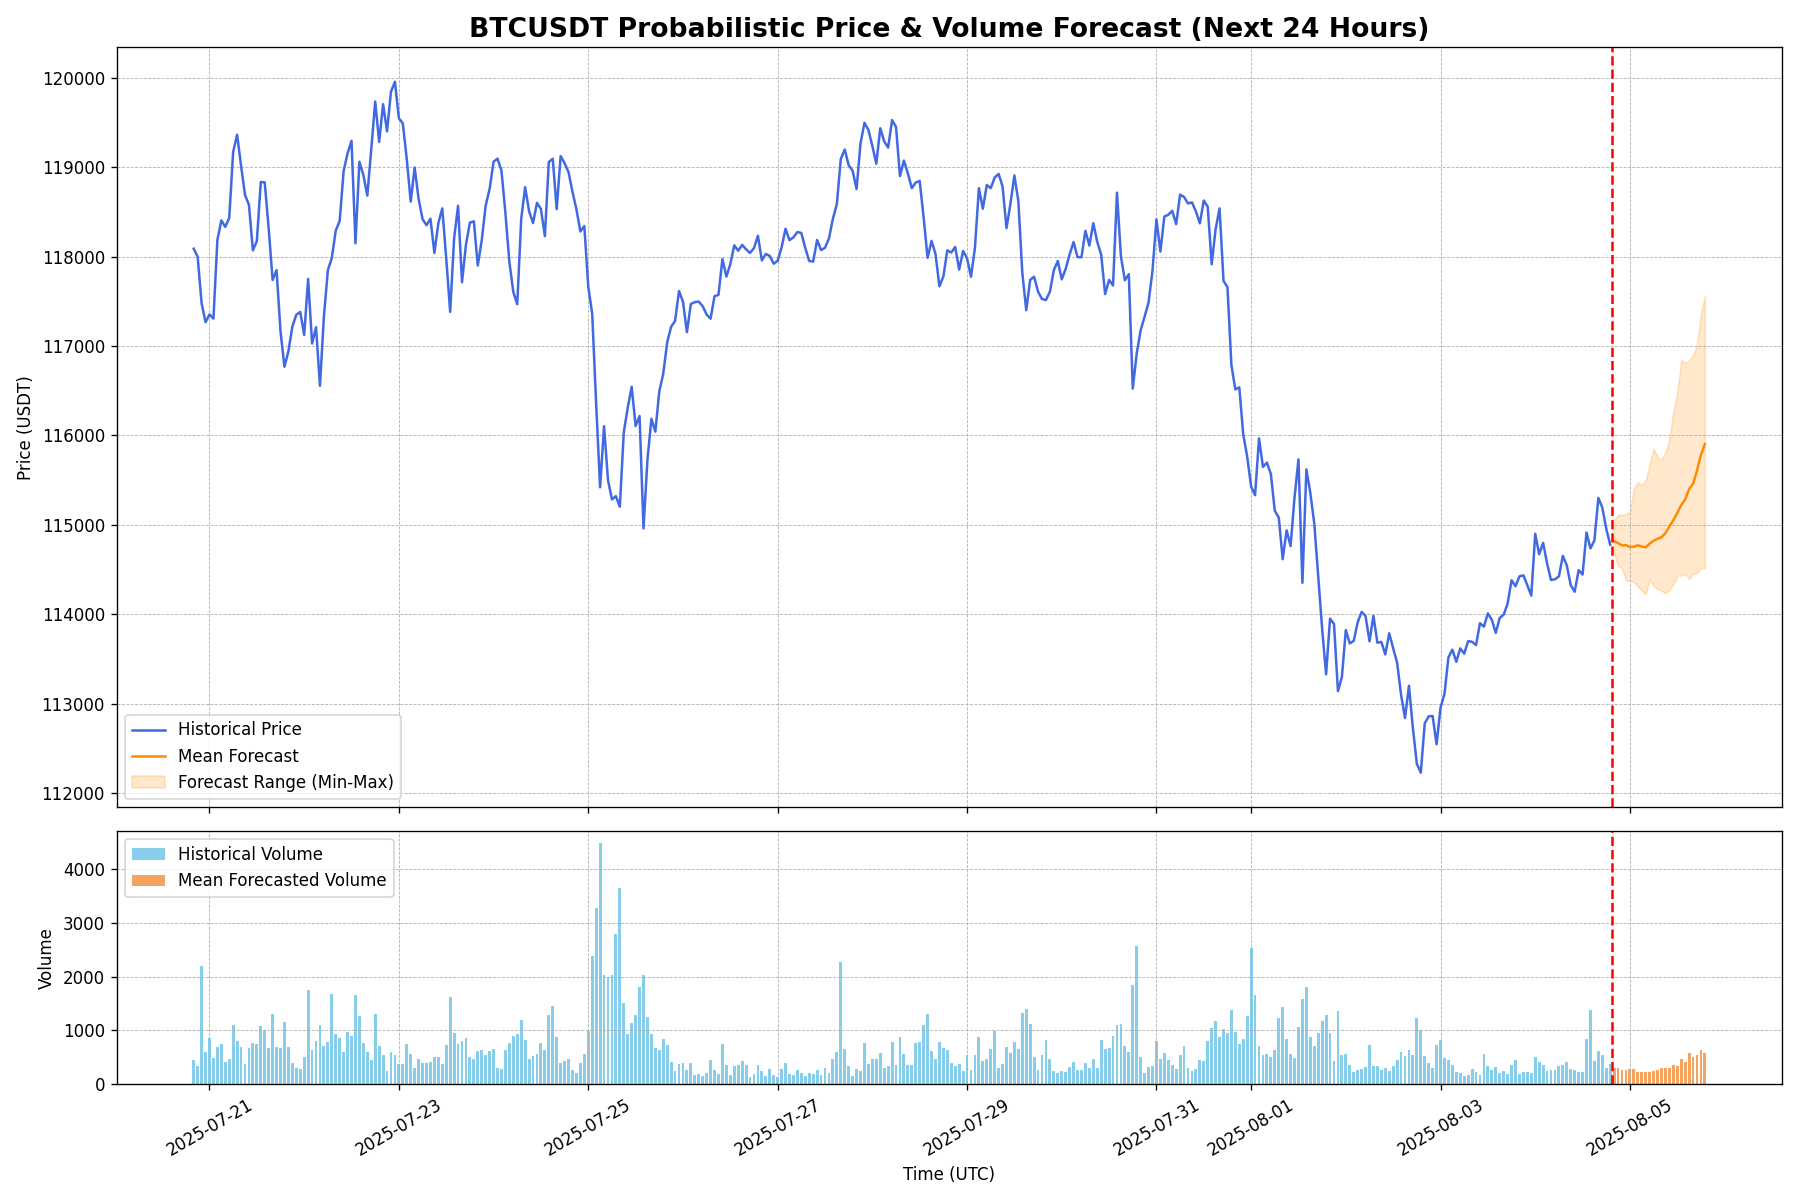 BTCUSDT Probabilistic Price & Volume Forecast (Next 24 Hours)
Price (USDT)
120000
119000
118000
117000
116000
115000
114000
113000
112000
Historical Price
Mean Forecast
Forecast Range (Min-Max)
Volume
4000
3000
2000
1000
0
Historical Volume
Mean Forecasted Volume
2025-07-21
2025-07-23
2025-07-25
2025-07-27
2025-07-29
2025-07-31
2025-08-01
2025-08-03
2025-08-05
Time (UTC)